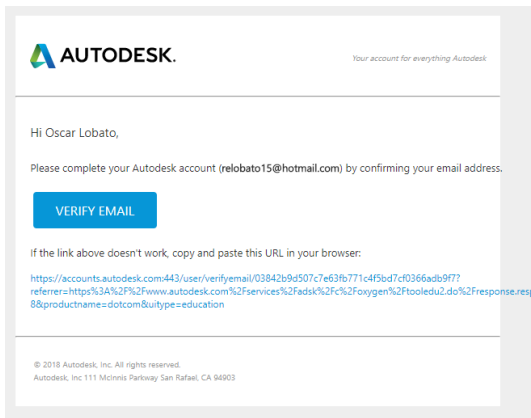 AUTODESK.
Your account for everything Autodesk
Hi Oscar Lobato,
Please complete your Autodesk account (relobato15@hotmail.com) by confirming your email address.
VERIFY EMAIL
If the link above doesn't work, copy and paste this URL in your browser:
https://accounts.autodesk.com:443/user/verifyemail/03842b9d507c7e63fb771c4f5bd7cf0366adb9f7?
referrer=https%3A%2F%2Fwww.autodesk.com%2Fservices%2Fadsk%2Fc%2Foxygen%2Ftooledu2.do%2Fresponse.resp
8&productname=dotcom&uitype=education
© 2018 Autodesk, Inc. All rights reserved.
Autodesk, Inc 111 McInnis Parkway San Rafael, CA 94903